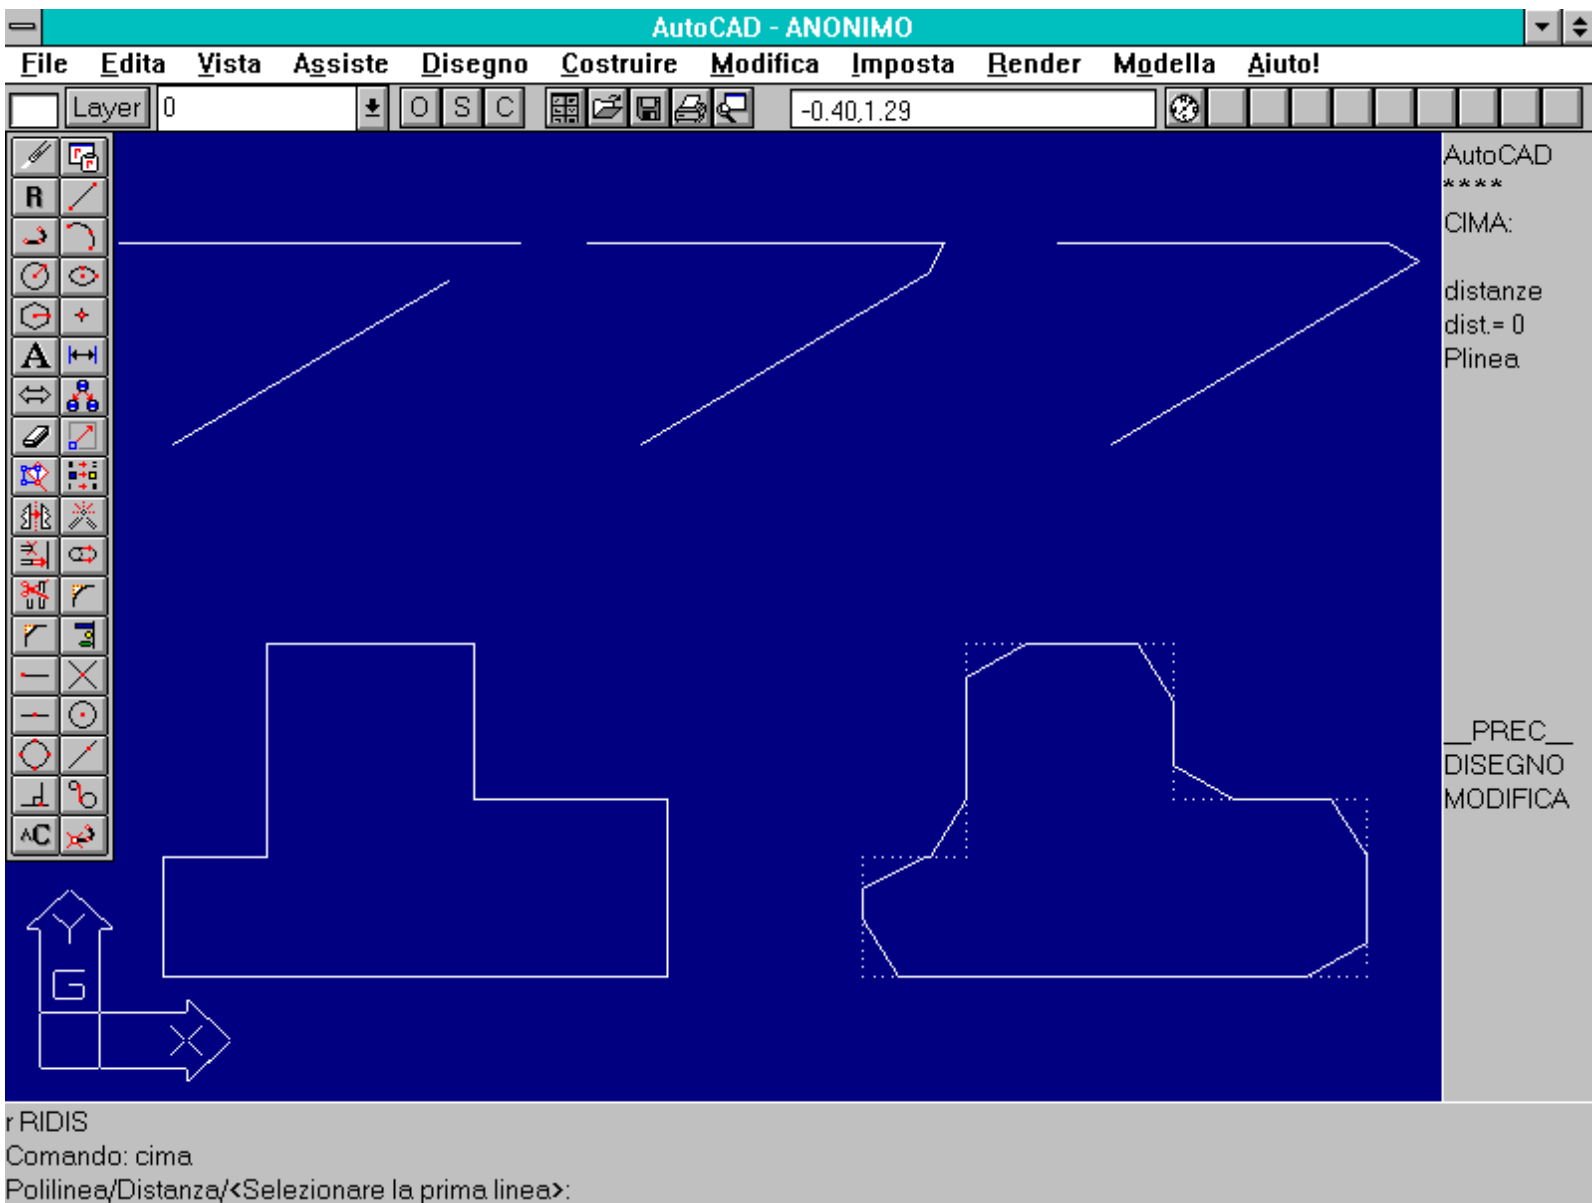 AutoCAD - ANONIMO
File Edita Vista Assiste Disegno Costruire Modifica Imposta Render Modella Aiuto!
Layer 0 O S C -0.40,1.29
AutoCAD
****
CIMA:
distanze
dist.= 0
Plinea
__PREC__
DISEGNO
MODIFICA
R
A
^C
Y
G
X
r RIDIS
Comando: cima
Polilinea/Distanza/<Selezionare la prima linea>: